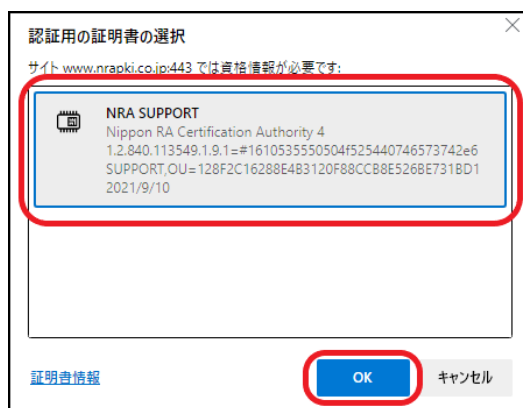 認証用の証明書の選択
サイト www.nrapki.co.jp:443 では資格情報が必要です:
NRA SUPPORT
Nippon RA Certification Authority 4
1.2.840.113549.1.9.1=#1610535550504f525440746573742e6
SUPPORT,OU=128F2C16288E4B3120F88CCB8E526BE731BD1
2021/9/10
証明書情報
OK
キャンセル